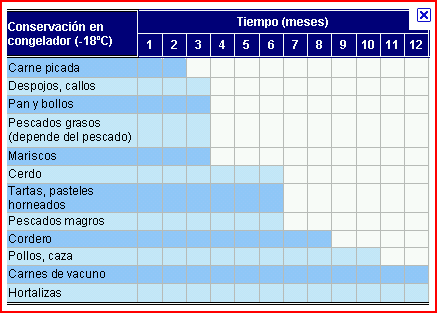 Conservación en
congelador (-18ºC)
Tiempo (meses)
1 2 3 4 5 6 7 8 9 10 11 12
Carne picada
Despojos, callos
Pan y bollos
Pescados grasos
(depende del pescado)
Mariscos
Cerdo
Tartas, pasteles
horneados
Pescados magros
Cordero
Pollos, caza
Carnes de vacuno
Hortalizas